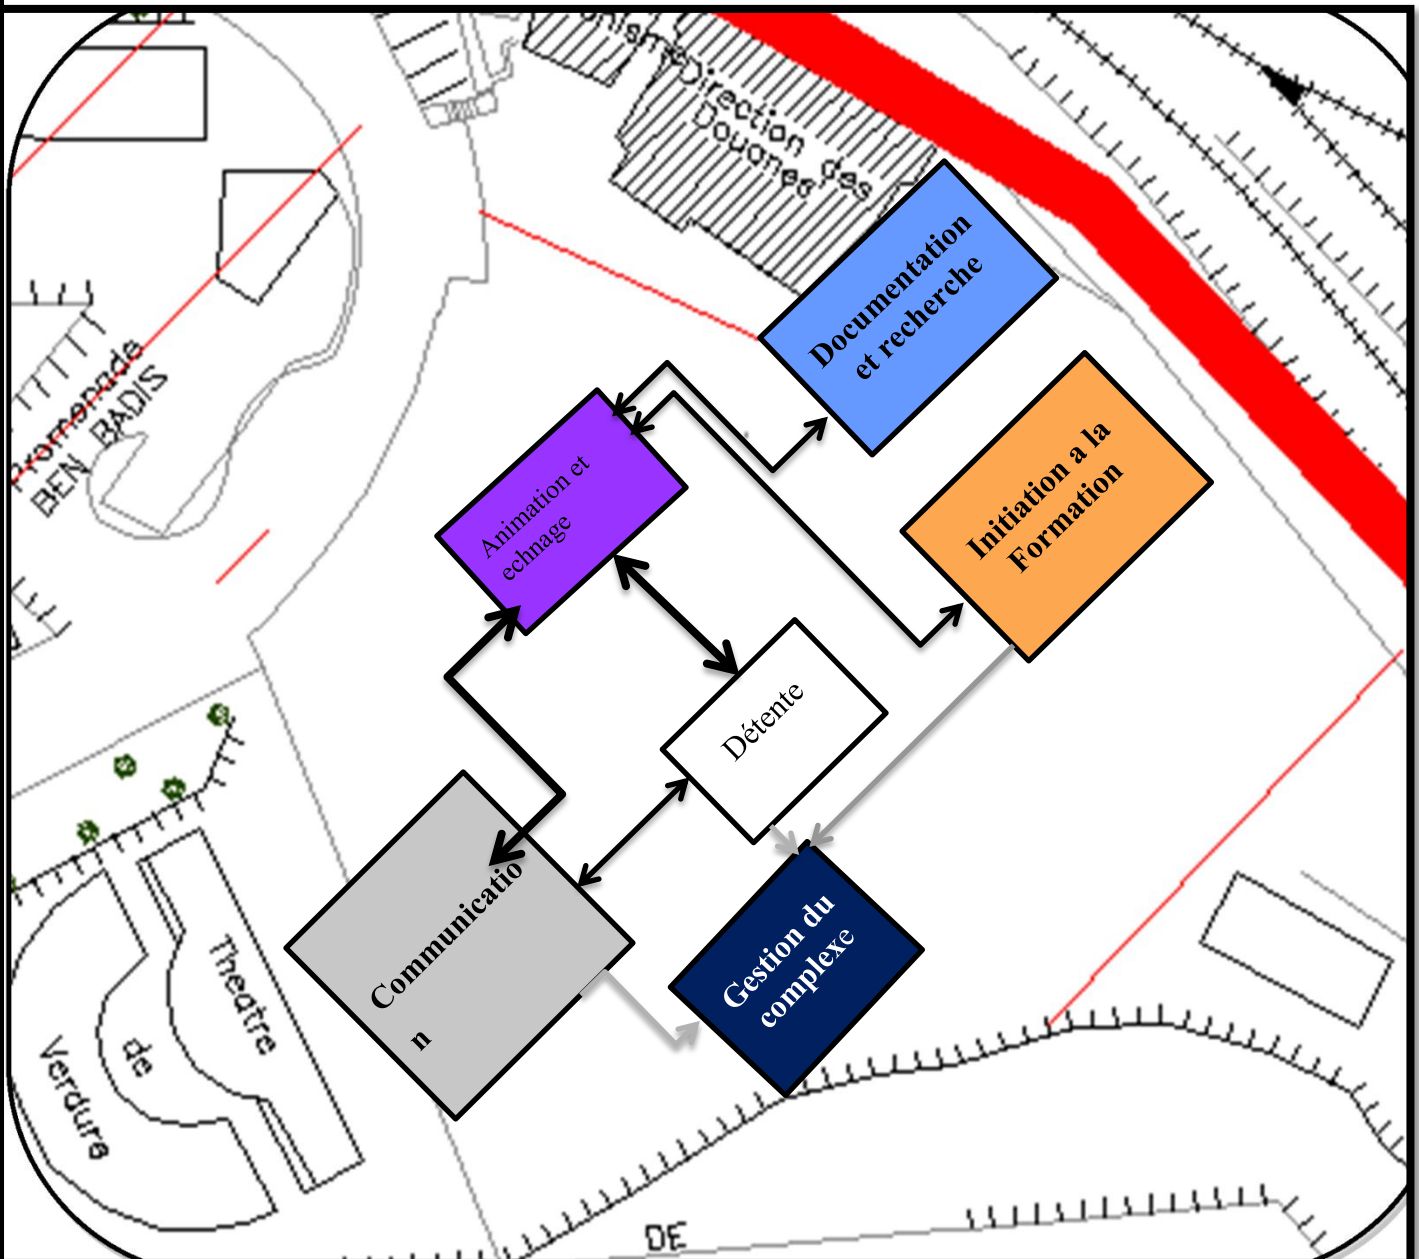 Direction des
Douanes
Documentation
et recherche
Promenade
BEN BADIS
Animation et
echnage
Initiation a la
Formation
Détente
Communicatio
n
Gestion du
complexe
Theatre
de
Verdure
DE